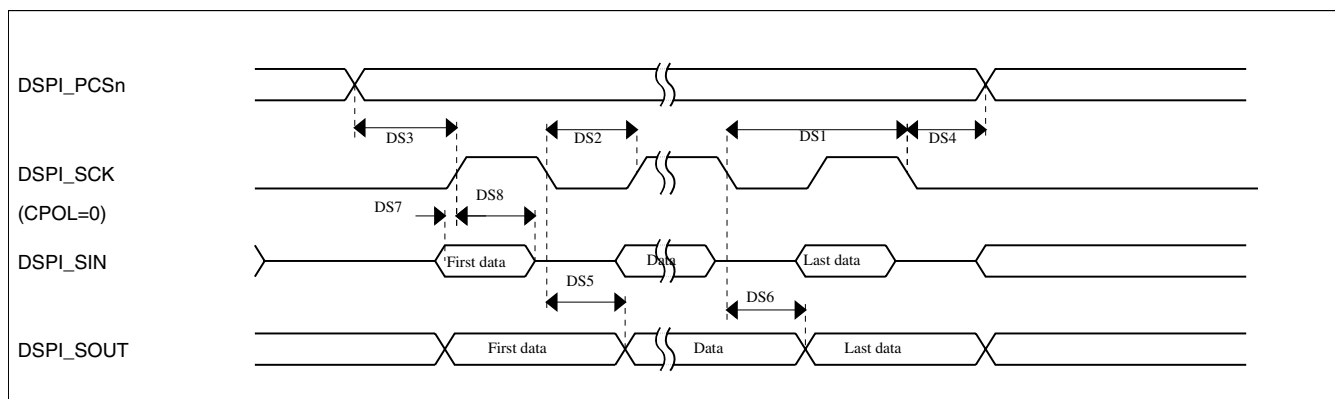 DSPI_PCSn
DS3
DS2
DS1
DS4
DSPI_SCK
(CPOL=0)
DS7
DS8
DSPI_SIN
First data
Data
Last data
DS5
DS6
DSPI_SOUT
First data
Data
Last data